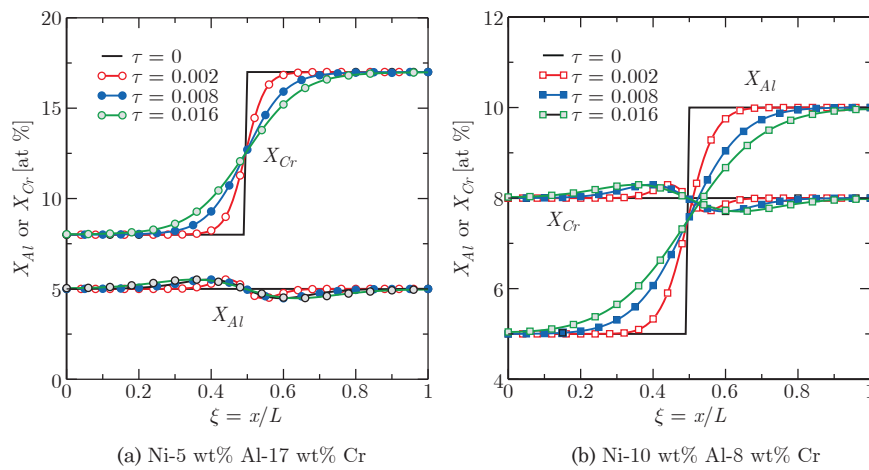 20
15
10
5
0
X_Al or X_Cr [at %]
τ = 0
τ = 0.002
τ = 0.008
τ = 0.016
X_Cr
X_Al
0 0.2 0.4 0.6 0.8 1
ξ = x/L
(a) Ni-5 wt% Al-17 wt% Cr
12
10
8
6
4
X_Al or X_Cr [at %]
τ = 0
τ = 0.002
τ = 0.008
τ = 0.016
X_Al
X_Cr
0 0.2 0.4 0.6 0.8 1
ξ = x/L
(b) Ni-10 wt% Al-8 wt% Cr